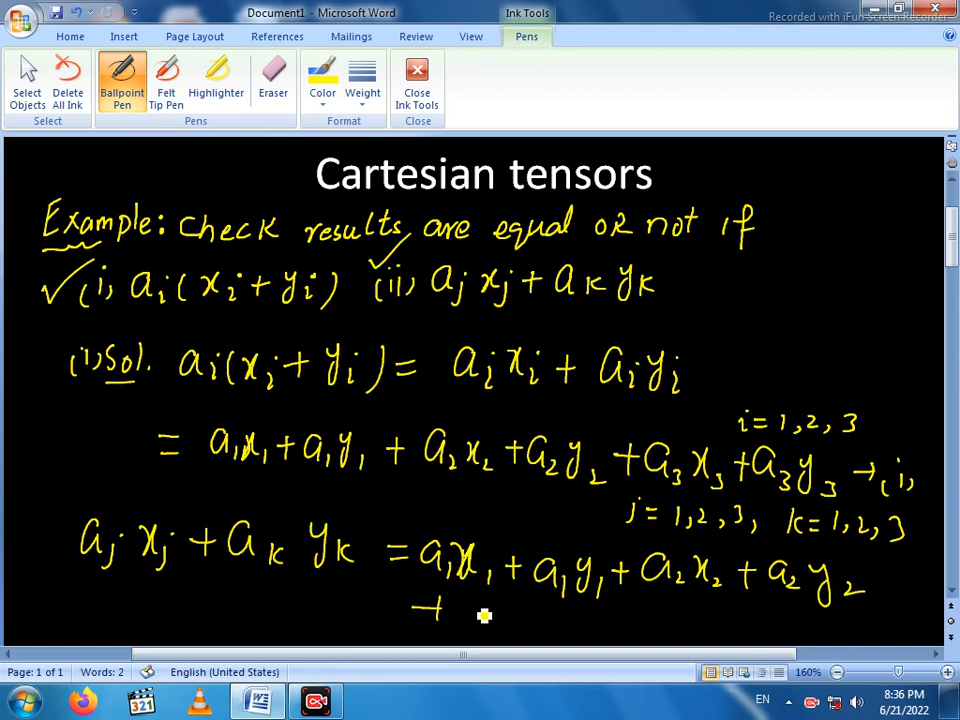 Document1 - Microsoft Word
Ink Tools
Recorded with iFun Screen Recorder
Home Insert Page Layout References Mailings Review View Pens
Select Objects
Delete All Ink
Ballpoint Pen
Felt Tip Pen
Highlighter
Eraser
Color
Weight
Close Ink Tools
Select Pens Format Close
Cartesian tensors
Example: Check results are equal or not if
✓(i, aᵢ(xᵢ + yᵢ) ✓(ii, aⱼ xⱼ + aₖ yₖ
(i, Sol. aᵢ(xᵢ + yᵢ) = aᵢ xᵢ + aᵢ yᵢ
i = 1, 2, 3
= a₁x₁ + a₁y₁ + a₂x₂ + a₂y₂ + a₃x₃ + a₃y₃ → (i,
j = 1, 2, 3, k = 1, 2, 3
aⱼ xⱼ + aₖ yₖ = a₁x₁ + a₁y₁ + a₂x₂ + a₂y₂
+
Page: 1 of 1 Words: 2 English (United States) 160%
321
EN 8:36 PM
6/21/2022